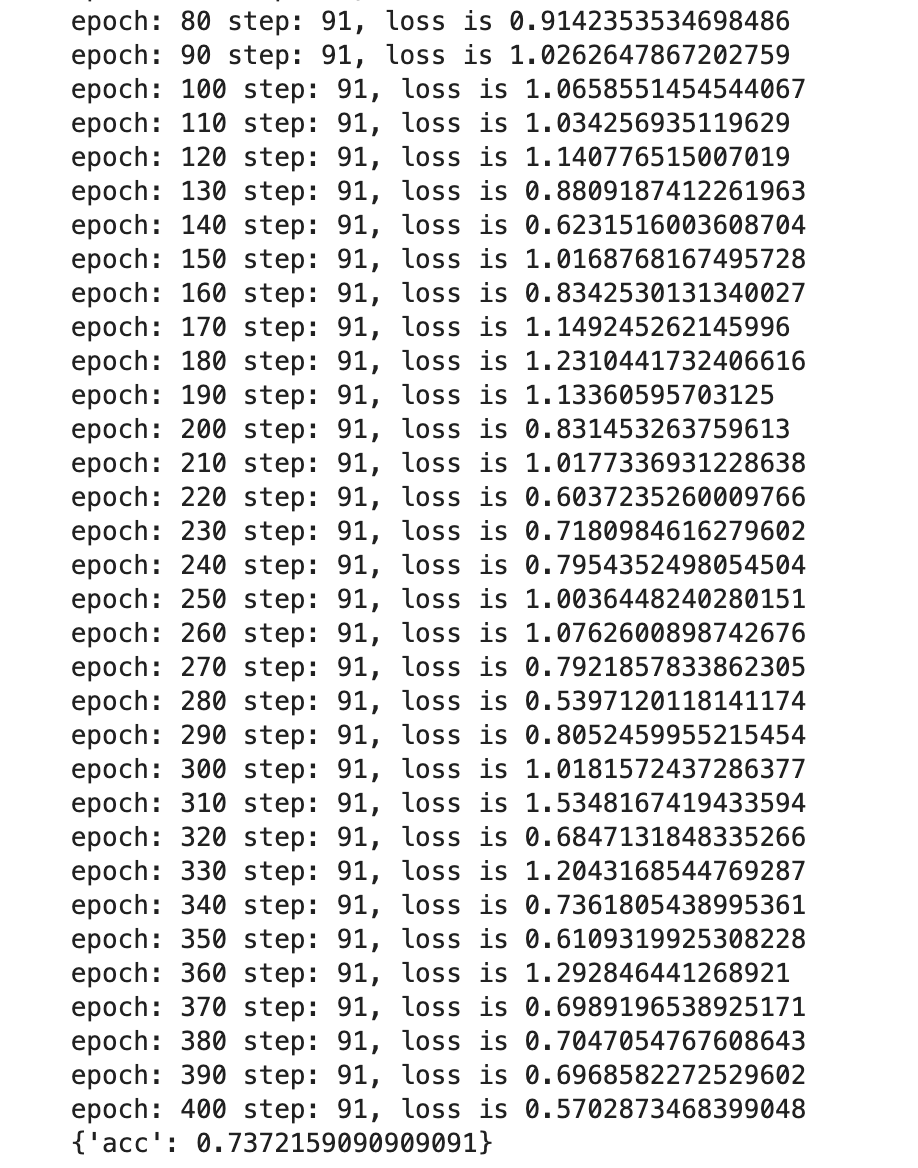 epoch: 80 step: 91, loss is 0.9142353534698486
epoch: 90 step: 91, loss is 1.0262647867202759
epoch: 100 step: 91, loss is 1.0658551454544067
epoch: 110 step: 91, loss is 1.034256935119629
epoch: 120 step: 91, loss is 1.140776515007019
epoch: 130 step: 91, loss is 0.8809187412261963
epoch: 140 step: 91, loss is 0.6231516003608704
epoch: 150 step: 91, loss is 1.0168768167495728
epoch: 160 step: 91, loss is 0.8342530131340027
epoch: 170 step: 91, loss is 1.149245262145996
epoch: 180 step: 91, loss is 1.2310441732406616
epoch: 190 step: 91, loss is 1.13360595703125
epoch: 200 step: 91, loss is 0.831453263759613
epoch: 210 step: 91, loss is 1.0177336931228638
epoch: 220 step: 91, loss is 0.6037235260009766
epoch: 230 step: 91, loss is 0.7180984616279602
epoch: 240 step: 91, loss is 0.7954352498054504
epoch: 250 step: 91, loss is 1.0036448240280151
epoch: 260 step: 91, loss is 1.0762600898742676
epoch: 270 step: 91, loss is 0.7921857833862305
epoch: 280 step: 91, loss is 0.5397120118141174
epoch: 290 step: 91, loss is 0.8052459955215454
epoch: 300 step: 91, loss is 1.0181572437286377
epoch: 310 step: 91, loss is 1.5348167419433594
epoch: 320 step: 91, loss is 0.6847131848335266
epoch: 330 step: 91, loss is 1.2043168544769287
epoch: 340 step: 91, loss is 0.7361805438995361
epoch: 350 step: 91, loss is 0.6109319925308228
epoch: 360 step: 91, loss is 1.292846441268921
epoch: 370 step: 91, loss is 0.6989196538925171
epoch: 380 step: 91, loss is 0.7047054767608643
epoch: 390 step: 91, loss is 0.6968582272529602
epoch: 400 step: 91, loss is 0.5702873468399048
{'acc': 0.7372159090909091}